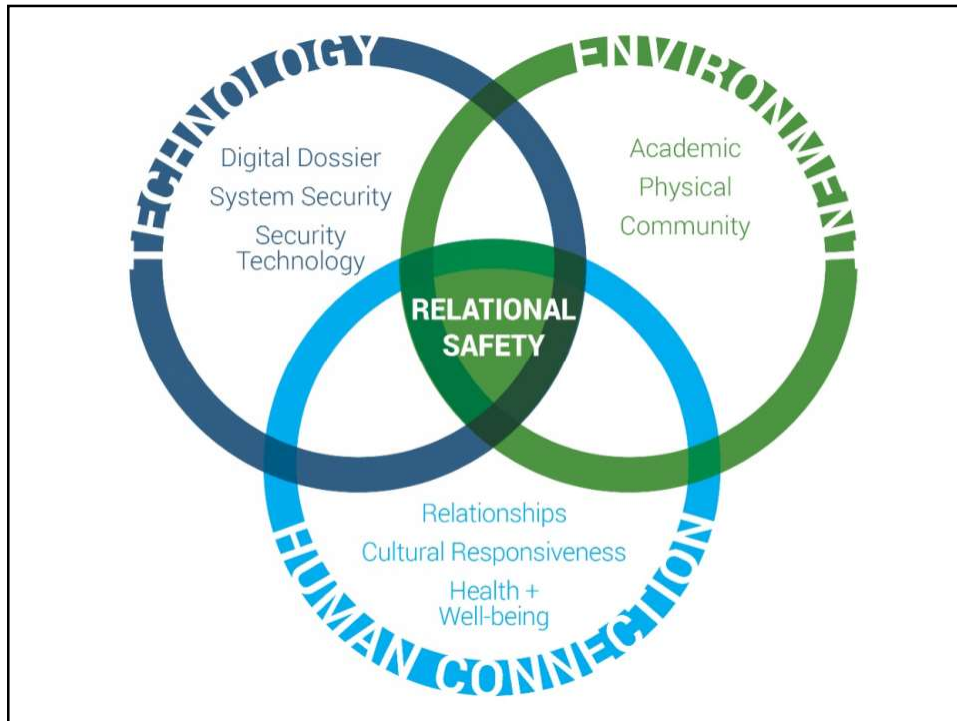 TECHNOLOGY
Digital Dossier
System Security
Security
Technology
ENVIRONMENT
Academic
Physical
Community
RELATIONAL
SAFETY
Relationships
Cultural Responsiveness
Health +
Well-being
HUMAN CONNECTION